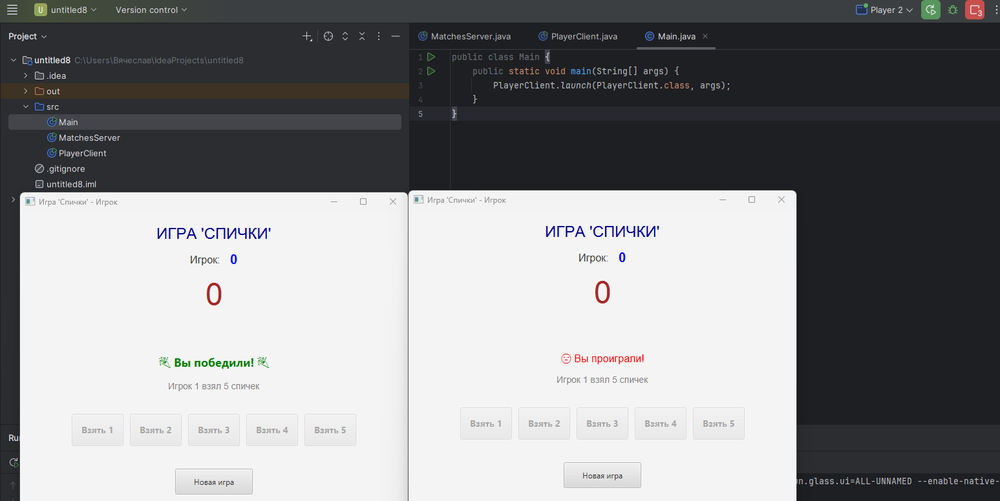 U untitled8 Version control Player 2 3
Project
MatchesServer.java PlayerClient.java Main.java
untitled8 C:\Users\Вячеслав\IdeaProjects\untitled8
.idea
out
src
Main
MatchesServer
PlayerClient
.gitignore
untitled8.iml
1 public class Main {
2 public static void main(String[] args) {
3 PlayerClient.launch(PlayerClient.class, args);
4 }
5 }
Игра 'Спички' - Игрок
ИГРА 'СПИЧКИ'
Игрок: 0
0
🎉 Вы победили! 🎉
Игрок 1 взял 5 спичек
Взять 1 Взять 2 Взять 3 Взять 4 Взять 5
Новая игра
Игра 'Спички' - Игрок
ИГРА 'СПИЧКИ'
Игрок: 0
0
Вы проиграли!
Игрок 1 взял 5 спичек
Взять 1 Взять 2 Взять 3 Взять 4 Взять 5
Новая игра
Ru
n.glass.ui=ALL-UNNAMED --enable-native-